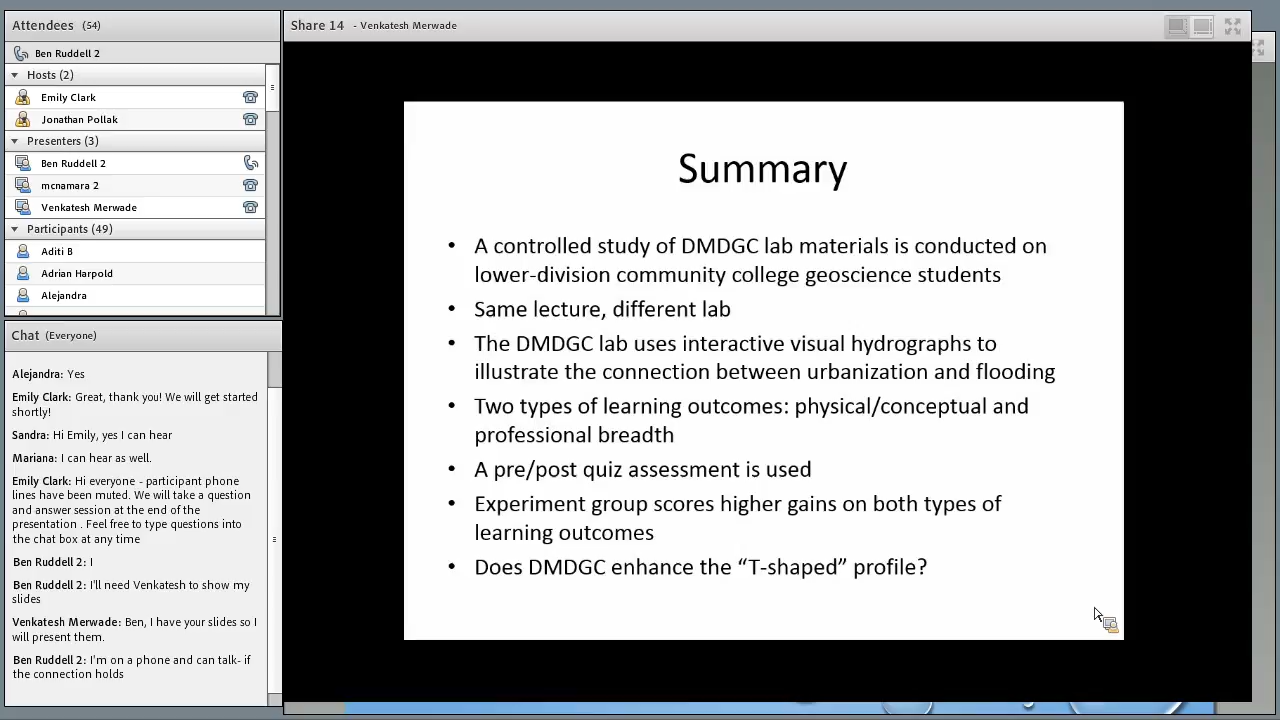 Attendees (54)
Ben Ruddell 2
Hosts (2)
Emily Clark
Jonathan Pollak
Presenters (3)
Ben Ruddell 2
mcnamara 2
Venkatesh Merwade
Participants (49)
Aditi B
Adrian Harpold
Alejandra
Chat (Everyone)
Alejandra: Yes
Emily Clark: Great, thank you! We will get started
shortly!
Sandra: Hi Emily, yes I can hear
Mariana: I can hear as well.
Emily Clark: Hi everyone - participant phone
lines have been muted. We will take a question
and answer session at the end of the
presentation . Feel free to type questions into
the chat box at any time
Ben Ruddell 2: I
Ben Ruddell 2: I'll need Venkatesh to show my
slides
Venkatesh Merwade: Ben, I have your slides so I
will present them.
Ben Ruddell 2: I'm on a phone and can talk- if
the connection holds
Share 14 - Venkatesh Merwade
Summary
• A controlled study of DMDGC lab materials is conducted on
lower-division community college geoscience students
• Same lecture, different lab
• The DMDGC lab uses interactive visual hydrographs to
illustrate the connection between urbanization and flooding
• Two types of learning outcomes: physical/conceptual and
professional breadth
• A pre/post quiz assessment is used
• Experiment group scores higher gains on both types of
learning outcomes
• Does DMDGC enhance the “T-shaped” profile?